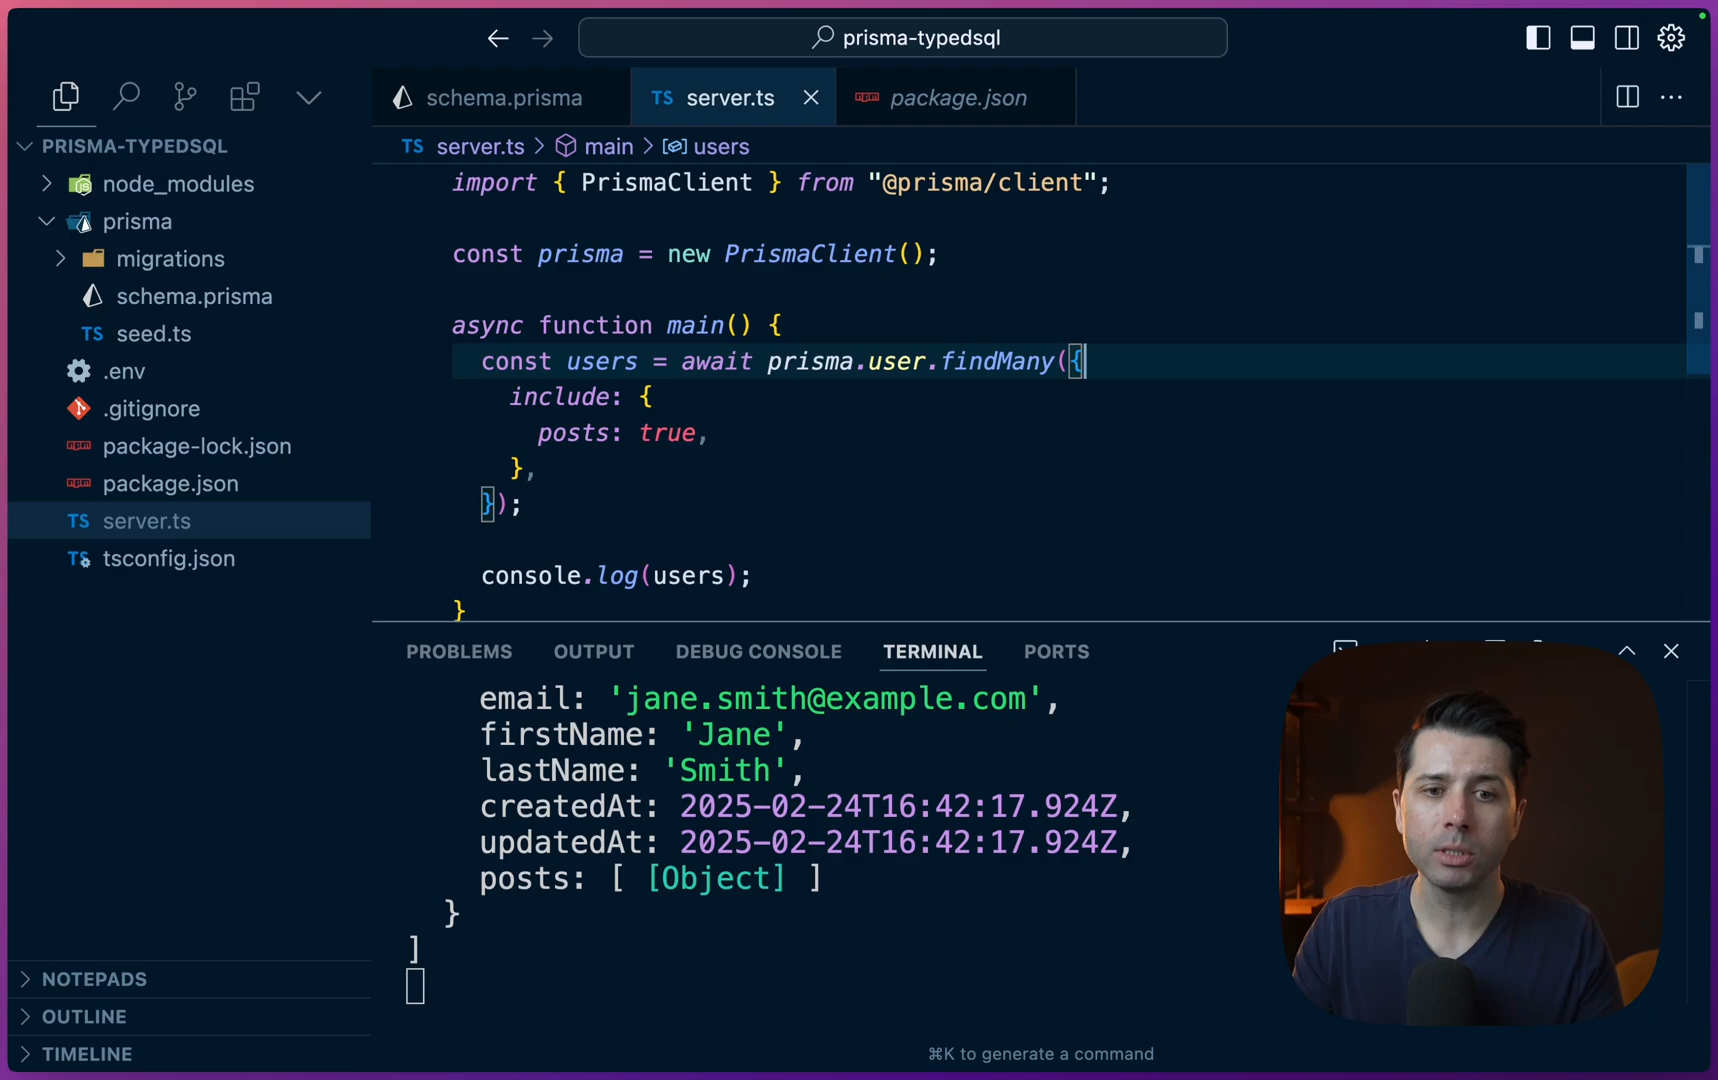 prisma-typedsql
schema.prisma
TS server.ts
package.json
PRISMA-TYPEDSQL
node_modules
prisma
migrations
schema.prisma
TS seed.ts
.env
.gitignore
package-lock.json
package.json
TS server.ts
TS tsconfig.json
NOTEPADS
OUTLINE
TIMELINE
TS server.ts > main > users
import { PrismaClient } from "@prisma/client";
const prisma = new PrismaClient();
async function main() {
const users = await prisma.user.findMany({
include: {
posts: true,
},
});
console.log(users);
}
PROBLEMS OUTPUT DEBUG CONSOLE TERMINAL PORTS
email: 'jane.smith@example.com',
firstName: 'Jane',
lastName: 'Smith',
createdAt: 2025-02-24T16:42:17.924Z,
updatedAt: 2025-02-24T16:42:17.924Z,
posts: [ [Object] ]
}
]
⌘K to generate a command